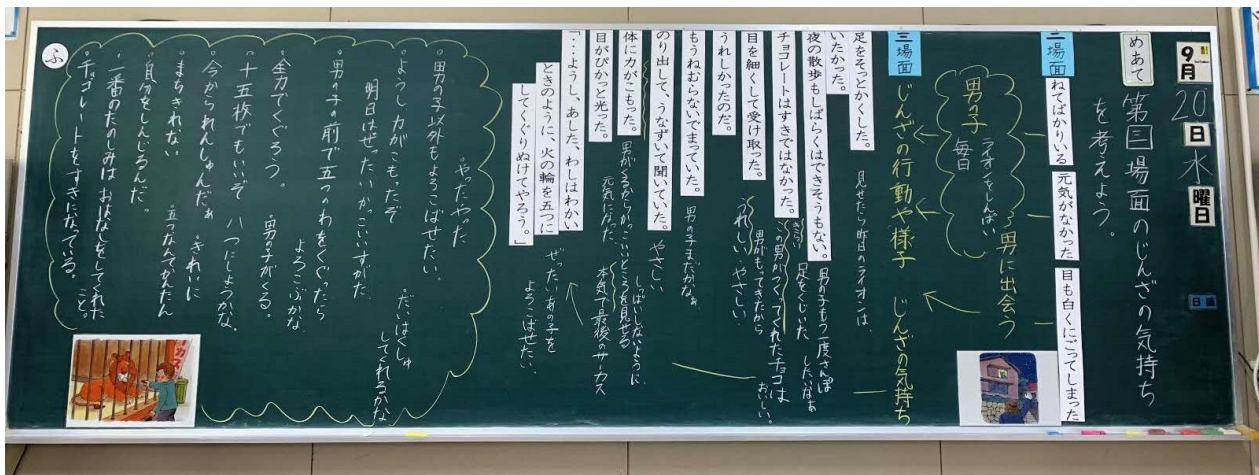 9月
20
日
水
曜日
日直
めあて
第三場面のじんざの気持ち
を考えよう。
二場面
ねてばかりいる
元気がなかった
目も白くにごってしまった
男の子
ライオンをしんぱい
毎日
男に出会う
三場面
じんざの行動や様子
じんざの気持ち
足をそっとかくした。
見せたら昨日のライオンは、
いたかった。
夜の散歩もしばらくはできそうもない。
男の子もう一度さんぽ
したいなぁ
足をくじいた
チョコレートはすきではなかった。
きらい
この男がつくってくれたチョコは
おいしい。
目を細くして受け取った。
男がもってきたから
うれしかったのだ。
うれしい やさしい
もうねむらないでまっていた。
男の子まだかなぁ
のり出して、うなずいて聞いていた。
やさしい
しんぱいしないように
体に力がこもった。
男がくるから かっこいいところを見せる
目がぴかっと光った。
元気になった
本気で最後のサーカス
「・・・ようし、あした、わしはわかい
ときのように、火の輪を五つに
してくぐりぬけてやろう。」
ぜったいあの子を
よろこばせたい。
やったやった
だいはくしゅ
してくれるかな
・男の子以外もよろこばせたい。
・ようし力がこもったぞ
明日はぜったいかっこいいすがた
・男の子の前で五つのわをくぐったら
よろこぶかな
・全力でくぐろう。
・男の子がくる。
・十五枚でもいいぞ
八つにしようかな。
・今かられんしゅうんだぁ
・きれいに
・まちきれない
・五つなんてかんたん
・自分をしんじるんだ。
・一番のたのしみは おはなしをしてくれた
こと。
・チョコレートをすきになっている。
ふ